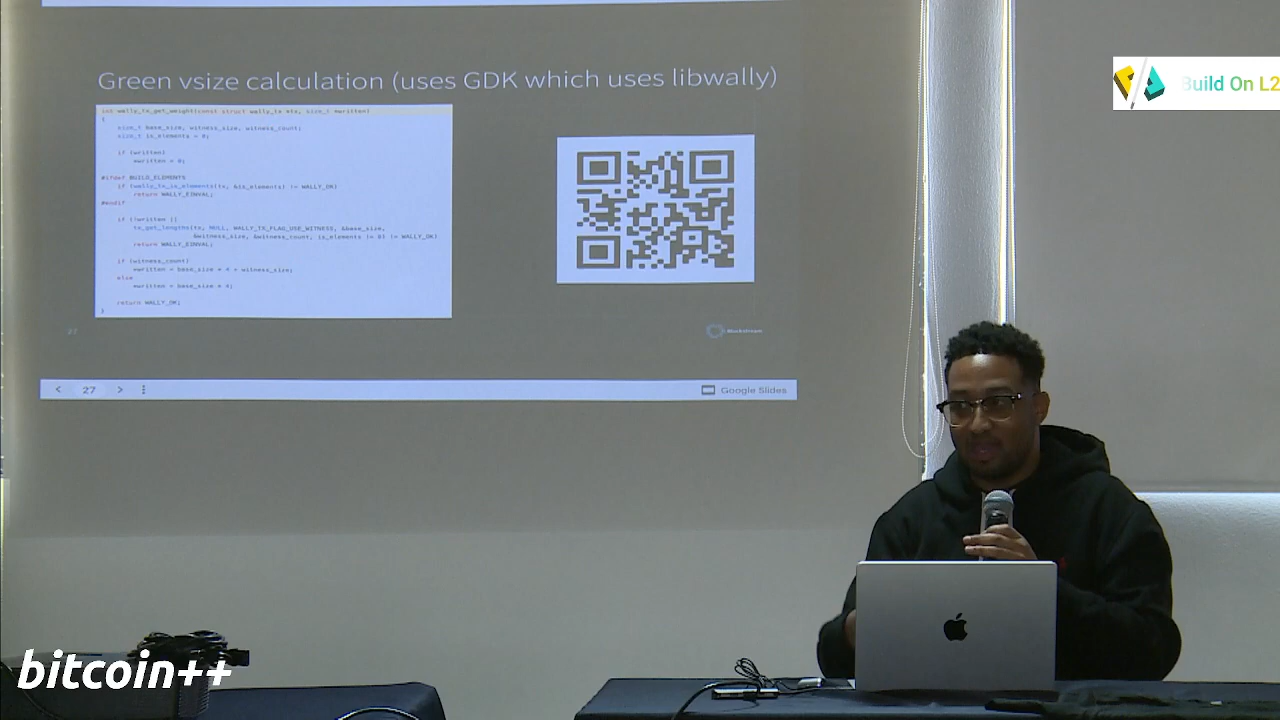 Green vsize calculation (uses GDK which uses libwally)
int wally_tx_get_weight(const struct wally_tx *tx, size_t *written)
{
size_t base_size, witness_size, witness_count;
size_t is_elements = 0;
if (written)
*written = 0;
#ifdef BUILD_ELEMENTS
if (wally_tx_is_elements(tx, &is_elements) != WALLY_OK)
return WALLY_EINVAL;
#endif
if (!written ||
tx_get_lengths(tx, NULL, WALLY_TX_FLAG_USE_WITNESS, &base_size,
&witness_size, &witness_count, is_elements != 0) != WALLY_OK)
return WALLY_EINVAL;
if (witness_count)
*written = base_size * 4 + witness_size;
else
*written = base_size * 4;
return WALLY_OK;
}
27
Blockstream
27
Google Slides
Build On L2
bitcoin++